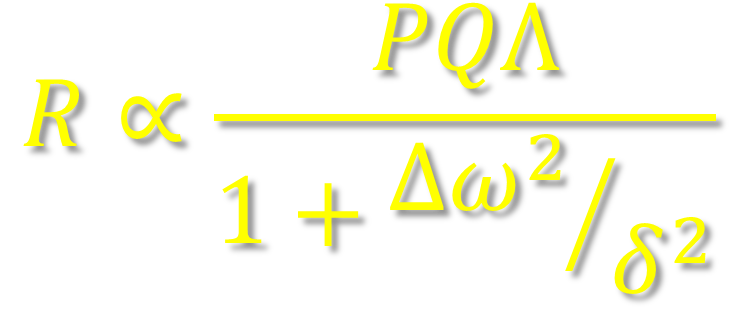 R ∝ PQΛ / (1 + Δω²/δ²)